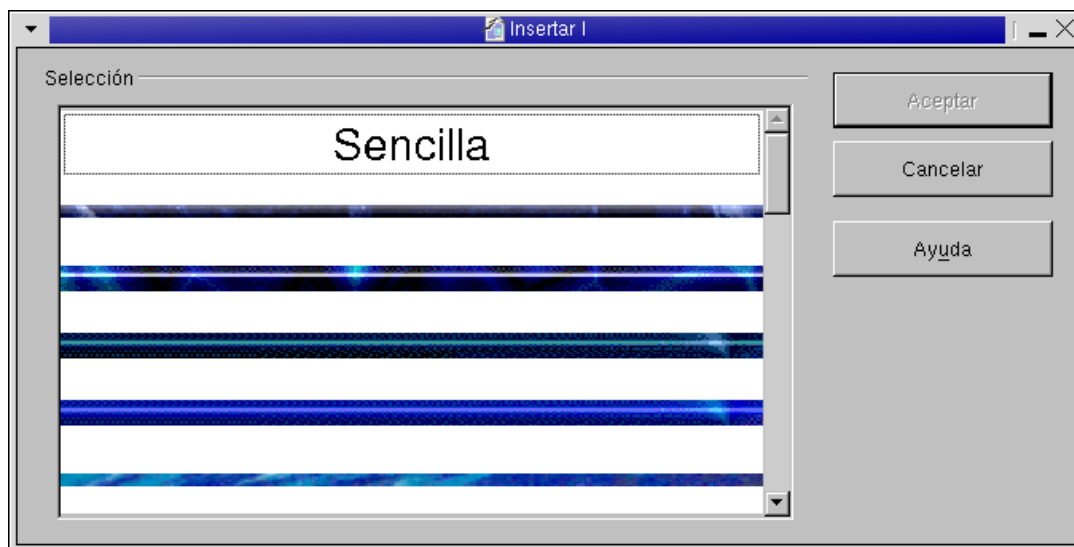 Insertar l
Selección
Sencilla
Aceptar
Cancelar
Ayuda